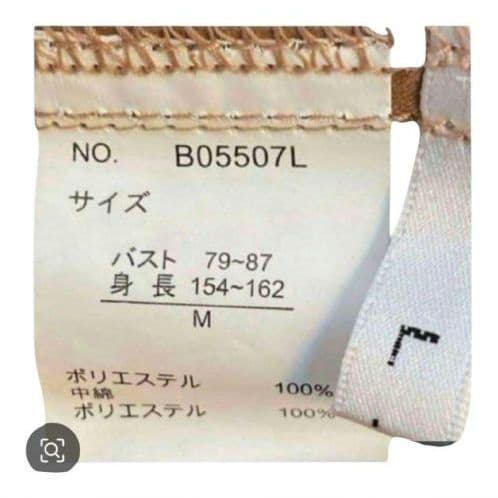 NO. B05507L
サイズ
バスト 79~87
身長 154~162
M
ポリエステル 100%
中綿
ポリエステル 100%
L